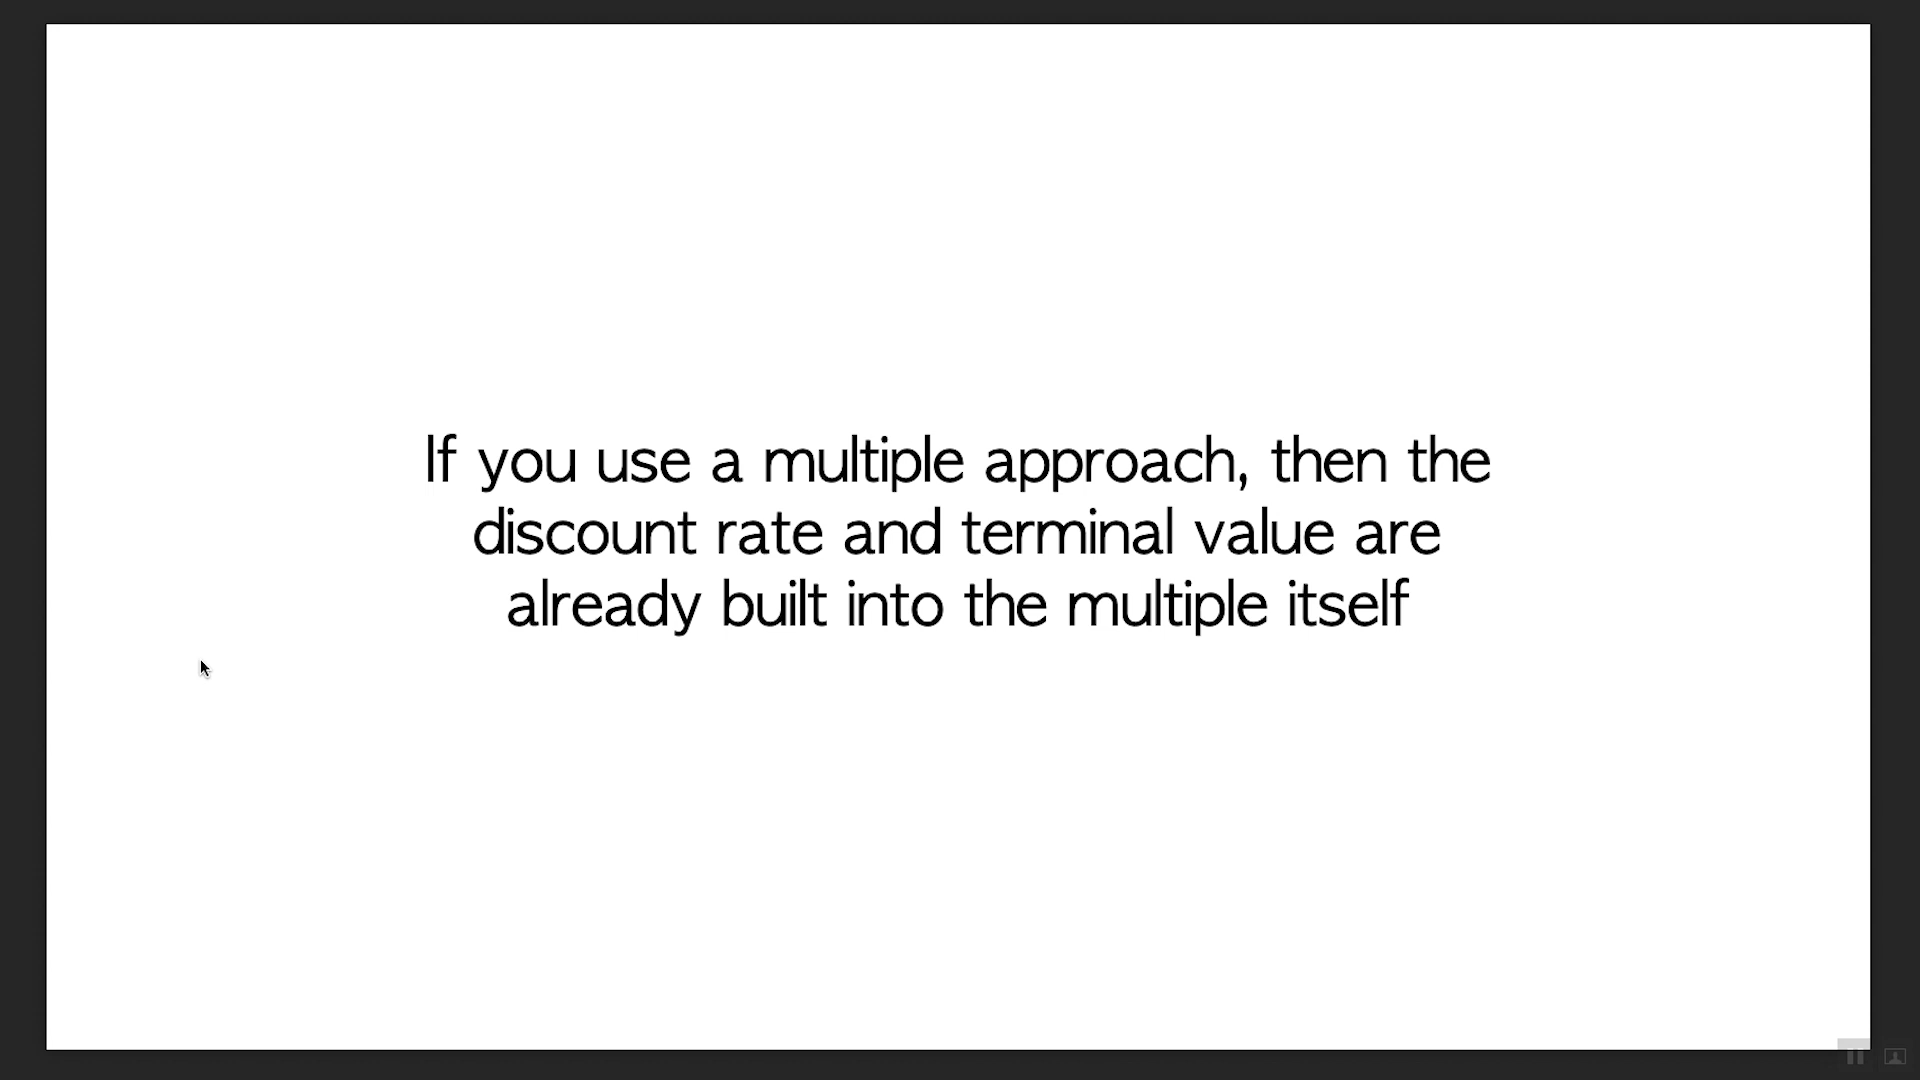 If you use a multiple approach, then the
discount rate and terminal value are
already built into the multiple itself